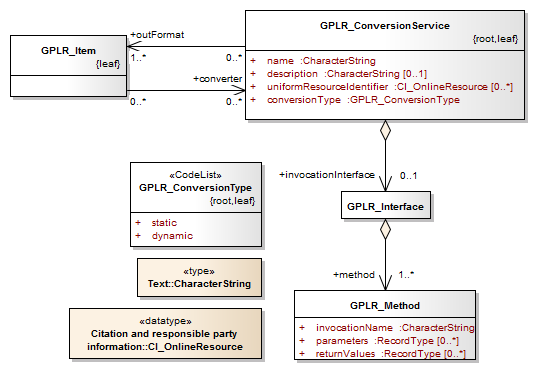 GPLR_Item
{leaf}
+outFormat
1..*
0..*
+converter
0..*
0..*
GPLR_ConversionService
{root,leaf}
+ name :CharacterString
+ description :CharacterString [0..1]
+ uniformResourceIdentifier :CI_OnlineResource [0..*]
+ conversionType :GPLR_ConversionType
+invocationInterface
0..1
GPLR_Interface
«CodeList»
GPLR_ConversionType
{root,leaf}
+ static
+ dynamic
«type»
Text::CharacterString
+method
1..*
«datatype»
Citation and responsible party
information::CI_OnlineResource
GPLR_Method
+ invocationName :CharacterString
+ parameters :RecordType [0..*]
+ returnValues :RecordType [0..*]